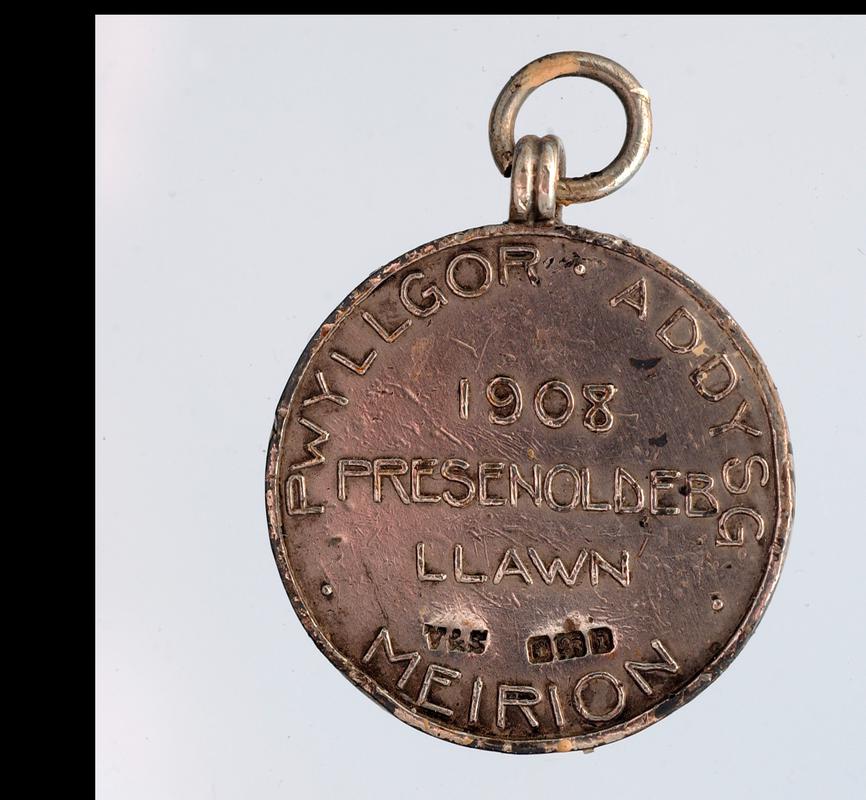 PWYLLGOR · ADDYSG
MEIRION
1908
PRESENOLDEB
LLAWN
V&S